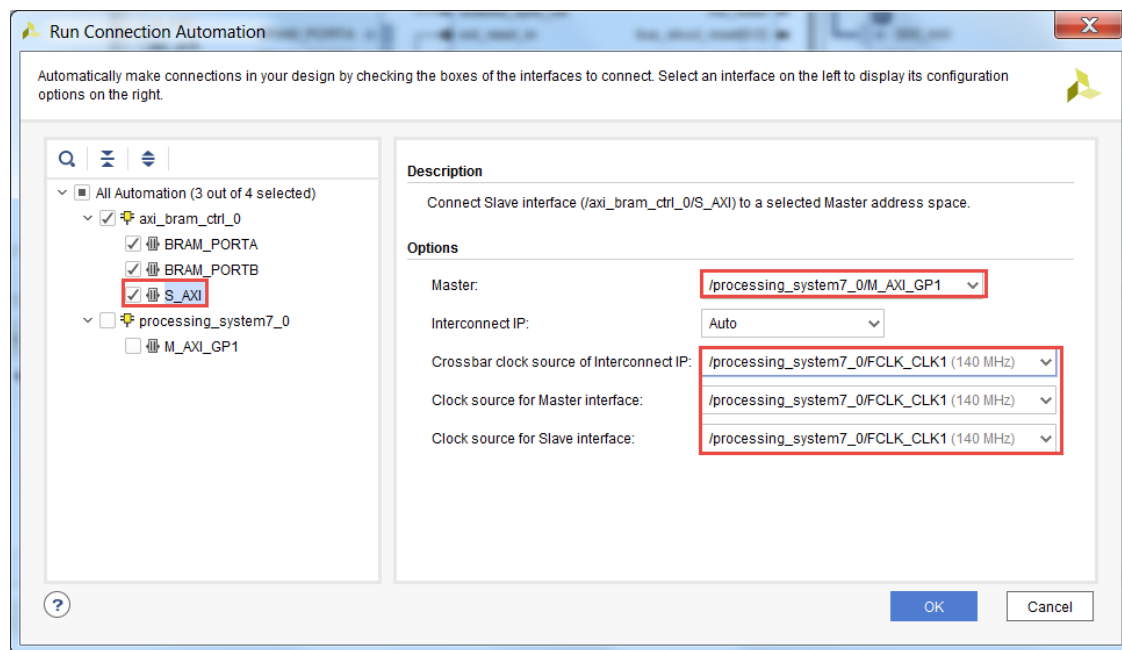 Run Connection Automation
Automatically make connections in your design by checking the boxes of the interfaces to connect. Select an interface on the left to display its configuration
options on the right.
All Automation (3 out of 4 selected)
axi_bram_ctrl_0
BRAM_PORTA
BRAM_PORTB
S_AXI
processing_system7_0
M_AXI_GP1
Description
Connect Slave interface (/axi_bram_ctrl_0/S_AXI) to a selected Master address space.
Options
Master: /processing_system7_0/M_AXI_GP1
Interconnect IP: Auto
Crossbar clock source of Interconnect IP: /processing_system7_0/FCLK_CLK1 (140 MHz)
Clock source for Master interface: /processing_system7_0/FCLK_CLK1 (140 MHz)
Clock source for Slave interface: /processing_system7_0/FCLK_CLK1 (140 MHz)
?
OK Cancel